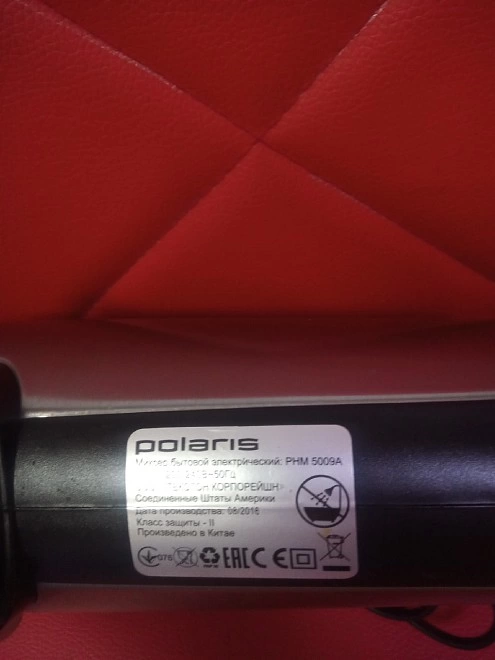 polaris
Миксер бытовой электрический: PHM 5009A
~50Гц
КОРПОРЕЙШН»
Соединенные Штаты Америки
Дата производства: 08/2016
Класс защиты - II
Произведено в Китае
EAC CE